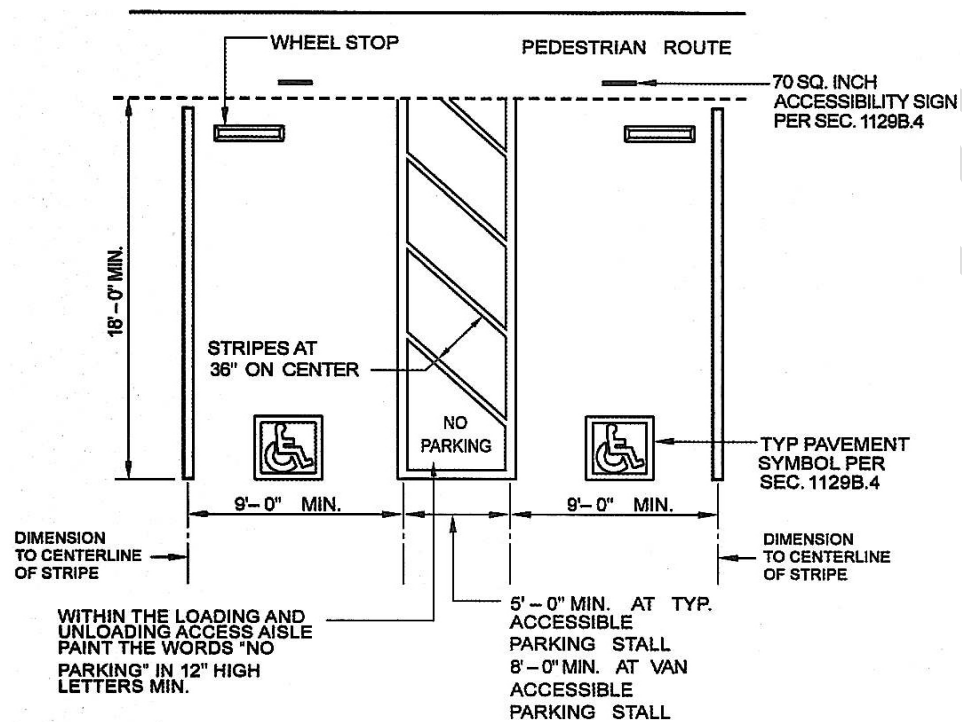 WHEEL STOP
PEDESTRIAN ROUTE
70 SQ. INCH
ACCESSIBILITY SIGN
PER SEC. 1129B.4
18'-0" MIN.
STRIPES AT
36" ON CENTER
NO
PARKING
TYP PAVEMENT
SYMBOL PER
SEC. 1129B.4
9'-0" MIN.
9'-0" MIN.
DIMENSION
TO CENTERLINE
OF STRIPE
DIMENSION
TO CENTERLINE
OF STRIPE
WITHIN THE LOADING AND
UNLOADING ACCESS AISLE
PAINT THE WORDS "NO
PARKING" IN 12" HIGH
LETTERS MIN.
5'-0" MIN. AT TYP.
ACCESSIBLE
PARKING STALL
8'-0" MIN. AT VAN
ACCESSIBLE
PARKING STALL